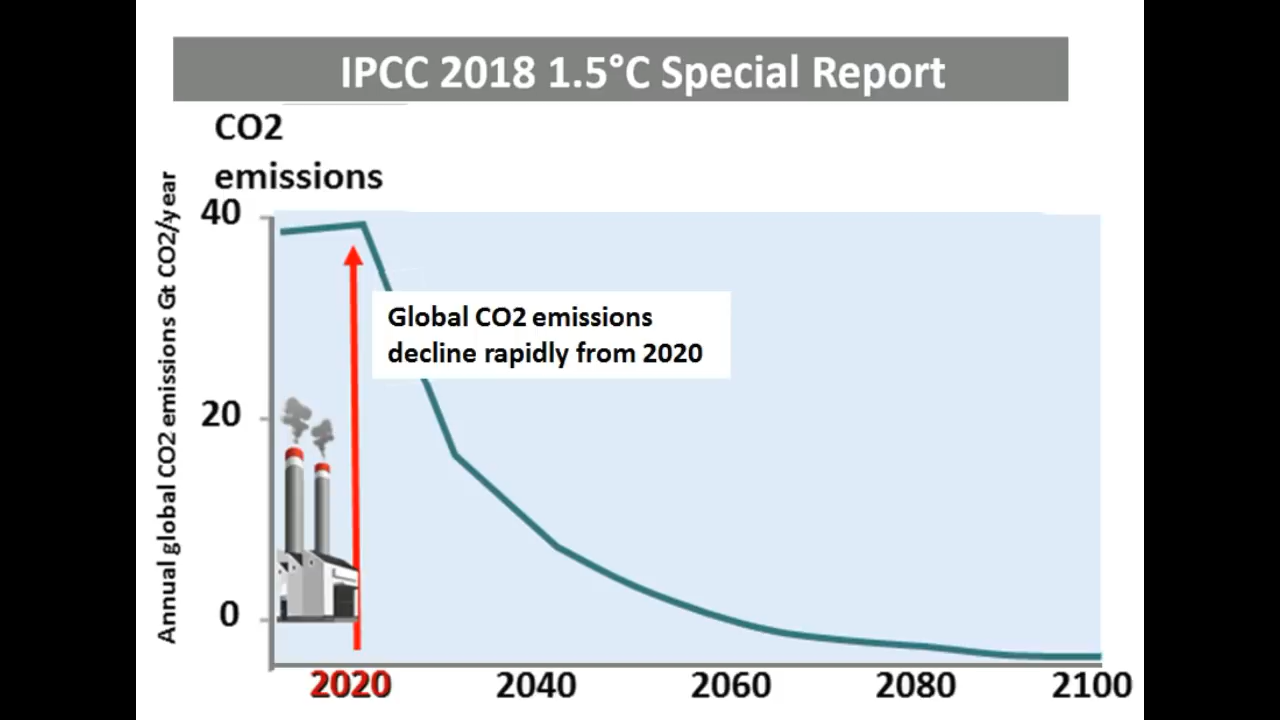 IPCC 2018 1.5°C Special Report
CO2
emissions
Annual global CO2 emissions Gt CO2/year
40
20
0
Global CO2 emissions
decline rapidly from 2020
2020 2040 2060 2080 2100